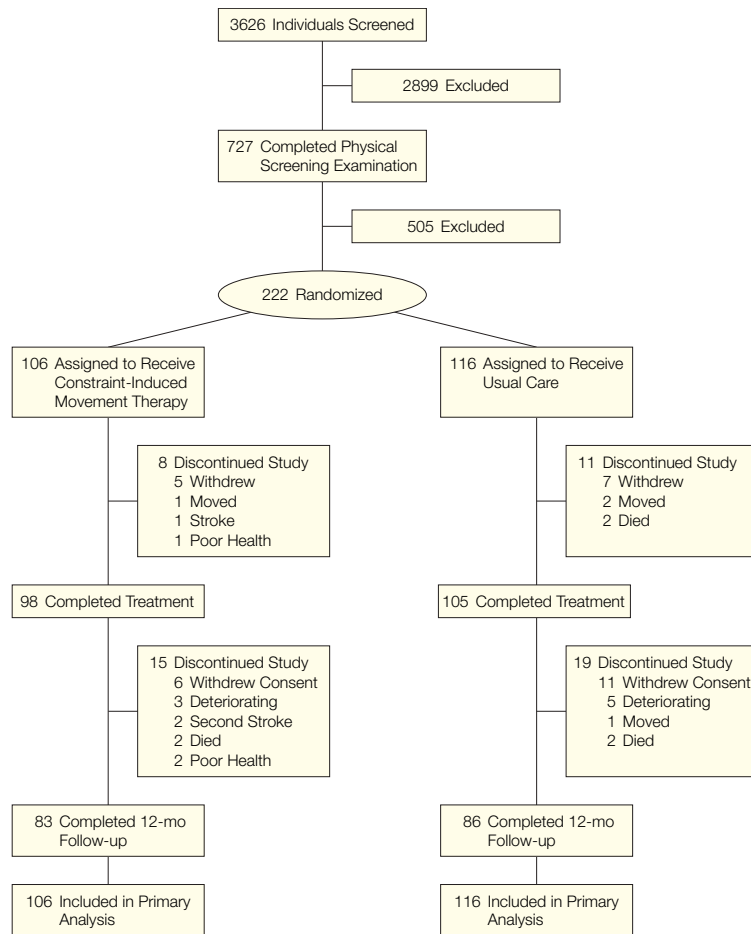 3626 Individuals Screened
2899 Excluded
727 Completed Physical
Screening Examination
505 Excluded
222 Randomized
106 Assigned to Receive
Constraint-Induced
Movement Therapy
116 Assigned to Receive
Usual Care
8 Discontinued Study
5 Withdrew
1 Moved
1 Stroke
1 Poor Health
11 Discontinued Study
7 Withdrew
2 Moved
2 Died
98 Completed Treatment
105 Completed Treatment
15 Discontinued Study
6 Withdrew Consent
3 Deteriorating
2 Second Stroke
2 Died
2 Poor Health
19 Discontinued Study
11 Withdrew Consent
5 Deteriorating
1 Moved
2 Died
83 Completed 12-mo
Follow-up
86 Completed 12-mo
Follow-up
106 Included in Primary
Analysis
116 Included in Primary
Analysis